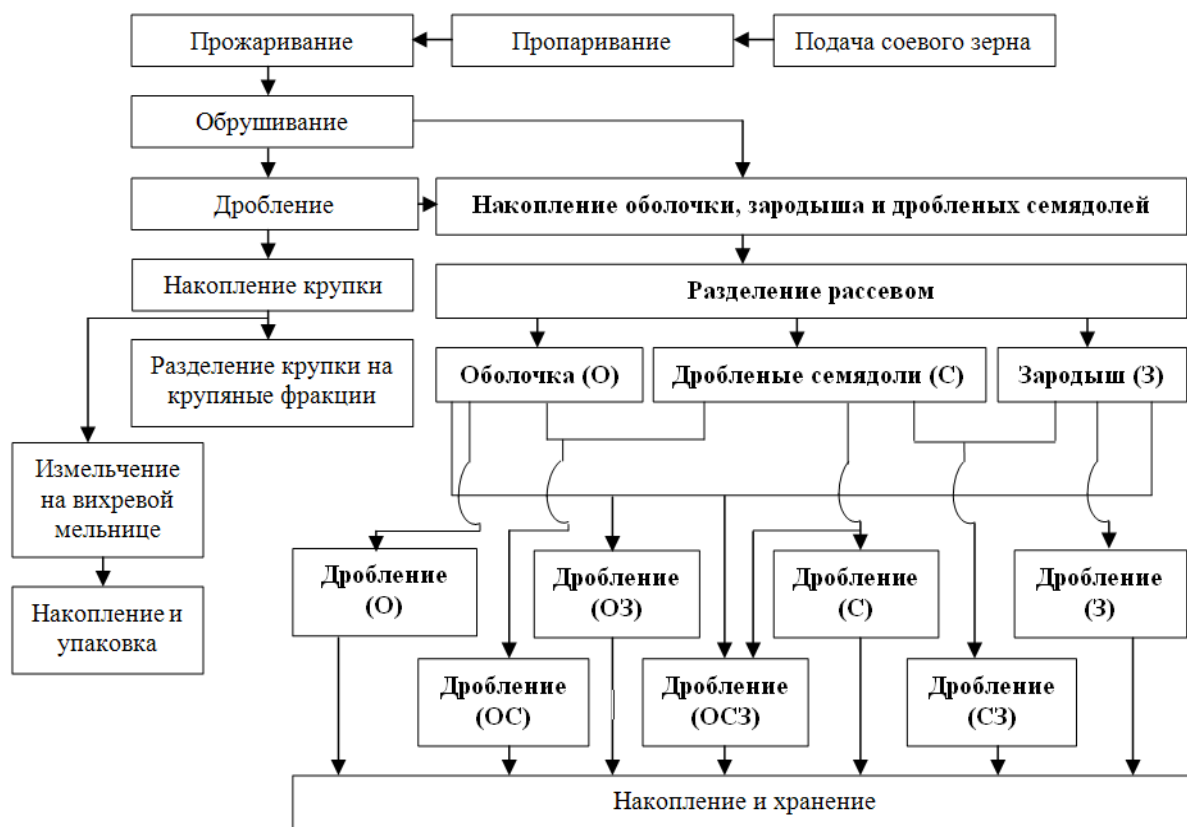 Прожаривание
Пропаривание
Подача соевого зерна
Обрушивание
Дробление
Накопление оболочки, зародыша и дробленых семядолей
Накопление крупки
Разделение рассевом
Разделение крупки на
крупяные фракции
Оболочка (О)
Дробленые семядоли (С)
Зародыш (З)
Измельчение
на вихревой
мельнице
Дробление
(О)
Дробление
(ОЗ)
Дробление
(С)
Дробление
(З)
Накопление и
упаковка
Дробление
(ОС)
Дробление
(ОСЗ)
Дробление
(СЗ)
Накопление и хранение